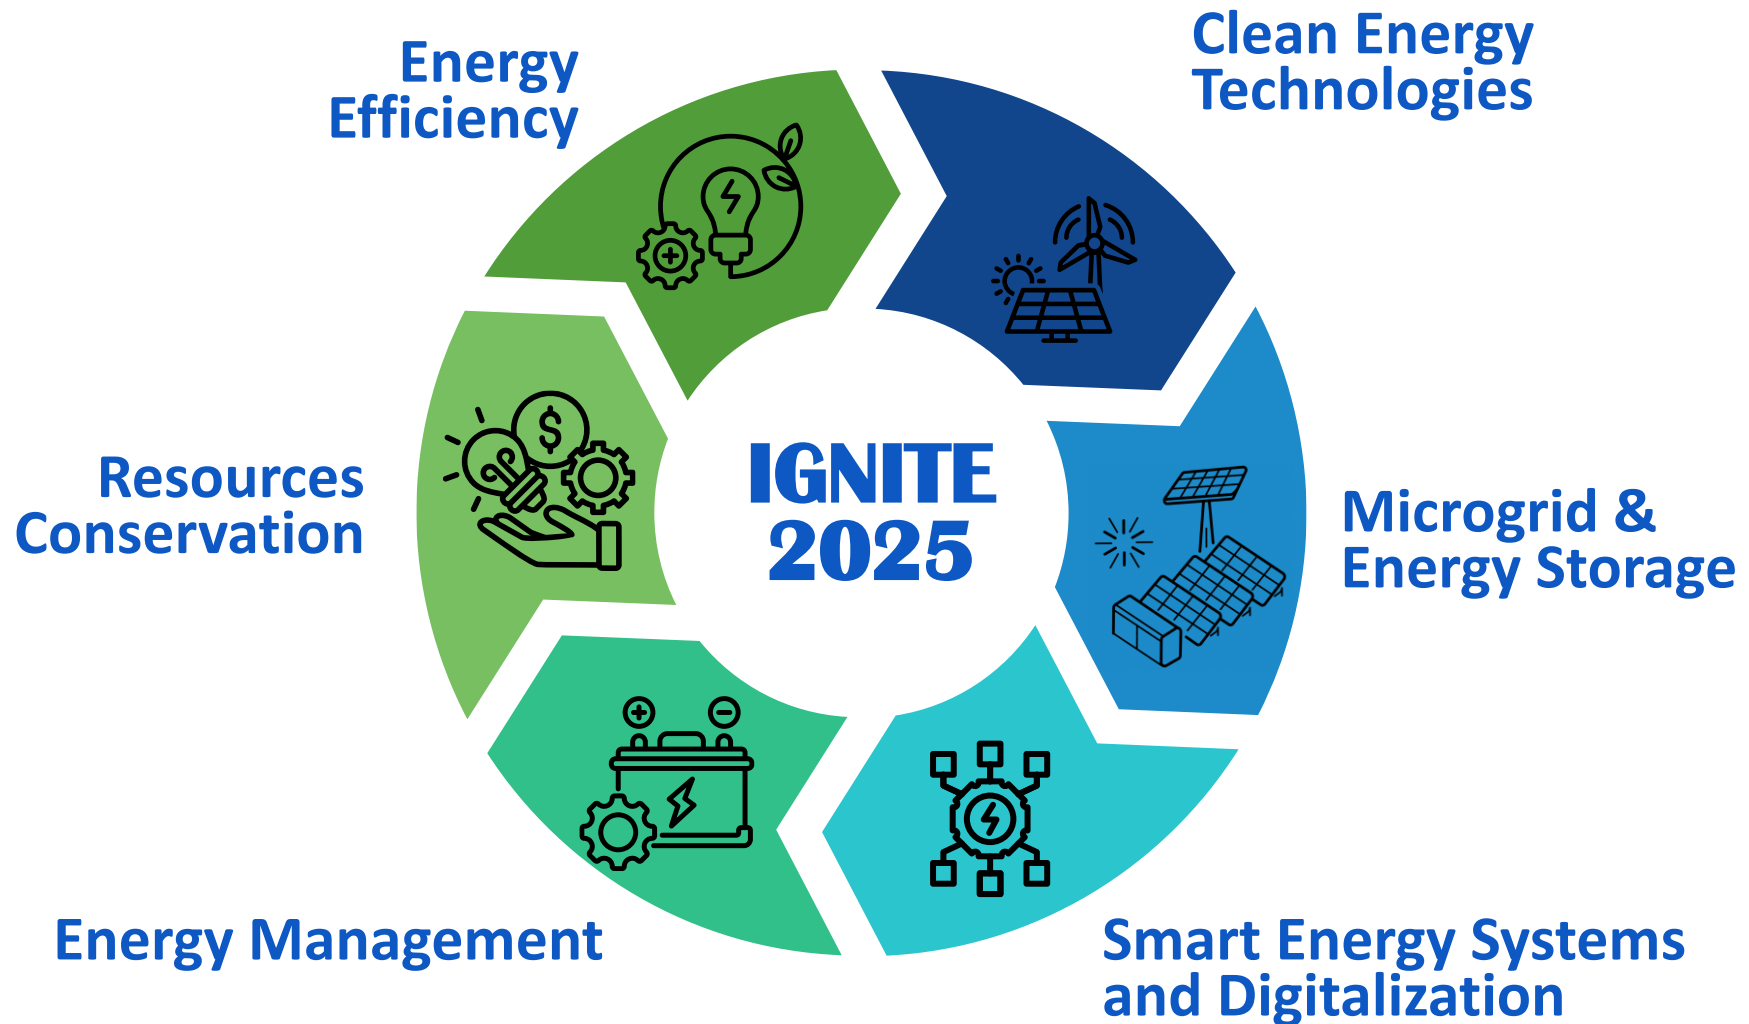 Energy
Efficiency
Clean Energy
Technologies
Resources
Conservation
IGNITE
2025
$
Microgrid &
Energy Storage
Energy Management
Smart Energy Systems
and Digitalization